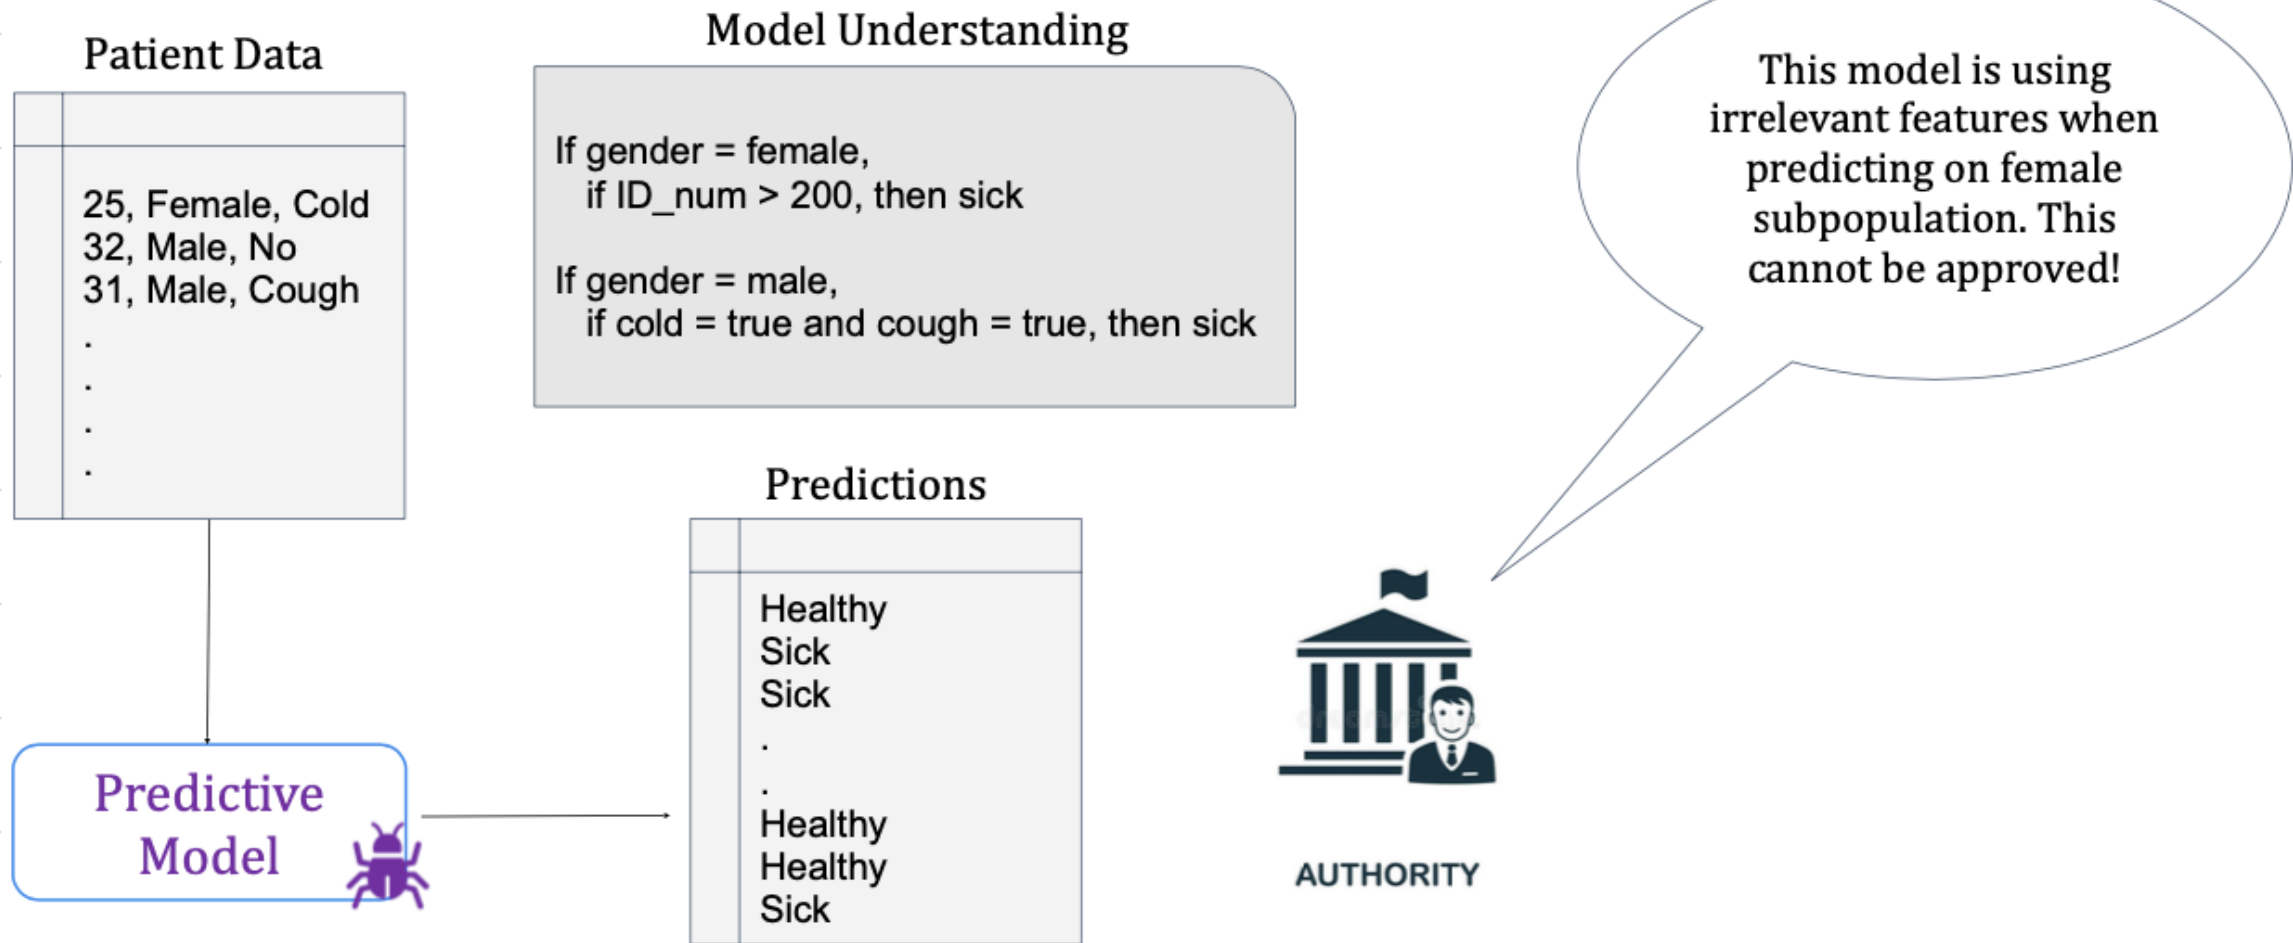 Patient Data
25, Female, Cold
32, Male, No
31, Male, Cough
.
.
.
.
Predictive
Model
Model Understanding
If gender = female,
if ID_num > 200, then sick
If gender = male,
if cold = true and cough = true, then sick
Predictions
Healthy
Sick
Sick
.
.
Healthy
Healthy
Sick
This model is using
irrelevant features when
predicting on female
subpopulation. This
cannot be approved!
AUTHORITY